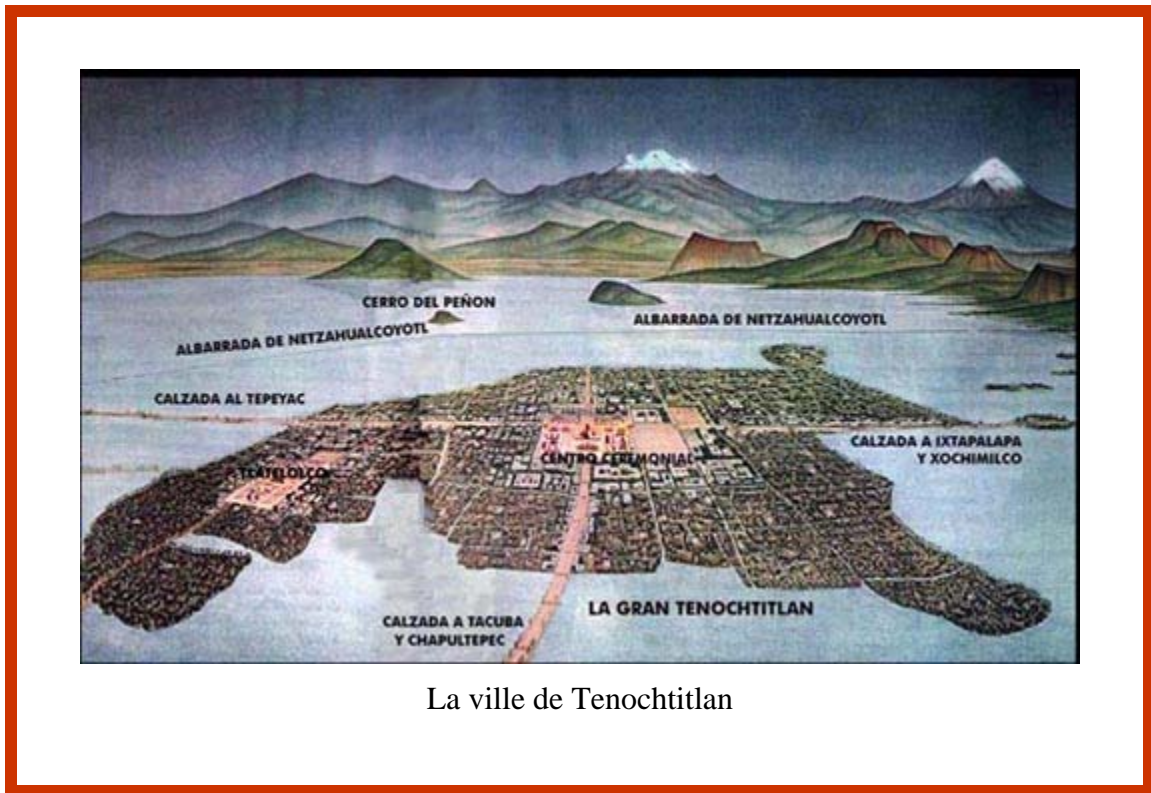 CERRO DEL PEÑON
ALBARRADA DE NETZAHUALCOYOTL
ALBARRADA DE NETZAHUALCOYOTL
CALZADA AL TEPEYAC
CALZADA A IXTAPALAPA
Y XOCHIMILCO
CENTRO CEREMONIAL
TLATELOLCO
LA GRAN TENOCHTITLAN
CALZADA A TACUBA
Y CHAPULTEPEC
La ville de Tenochtitlan